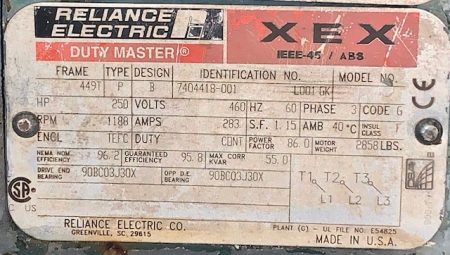 RELIANCE
ELECTRIC
XEX
DUTY MASTER®
IEEE-45 / ABS
FRAME TYPE DESIGN IDENTIFICATION NO. MODEL NO.
449T P B 7404418-001 L001 GK
HP 250 VOLTS 460 HZ 60 PHASE 3 CODE G
RPM 1188 AMPS 283 S.F. 1.15 AMB 40°C INSUL CLASS F
ENCL TEFC DUTY CONT POWER FACTOR 86.0 MOTOR WEIGHT 2858 LBS.
NEMA NOM. EFFICIENCY 96.2 GUARANTEED EFFICIENCY 95.8 MAX CORR KVAR 55.0
DRIVE END BEARING 90BC03J30X OPP D.E. BEARING 90BC03J30X
T1 T2 T3
L1 L2 L3
SA
C US
RELIANCE ELECTRIC CO.
GREENVILLE, SC 29615
PLANT (G) - UL FILE NO. E54825
MADE IN U.S.A.